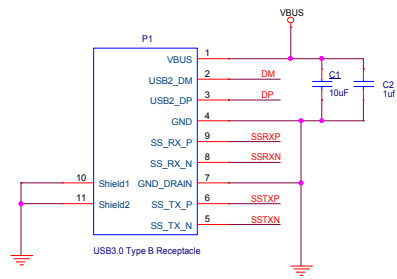 VBUS
P1
VBUS 1
USB2_DM 2 DM
USB2_DP 3 DP
GND 4
SS_RX_P 9 SSRXP
SS_RX_N 8 SSRXN
10 Shield1 GND_DRAIN 7
11 Shield2 SS_TX_P 6 SSTXP
SS_TX_N 5 SSTXN
C1
10uF
C2
1uf
USB3.0 Type B Receptacle